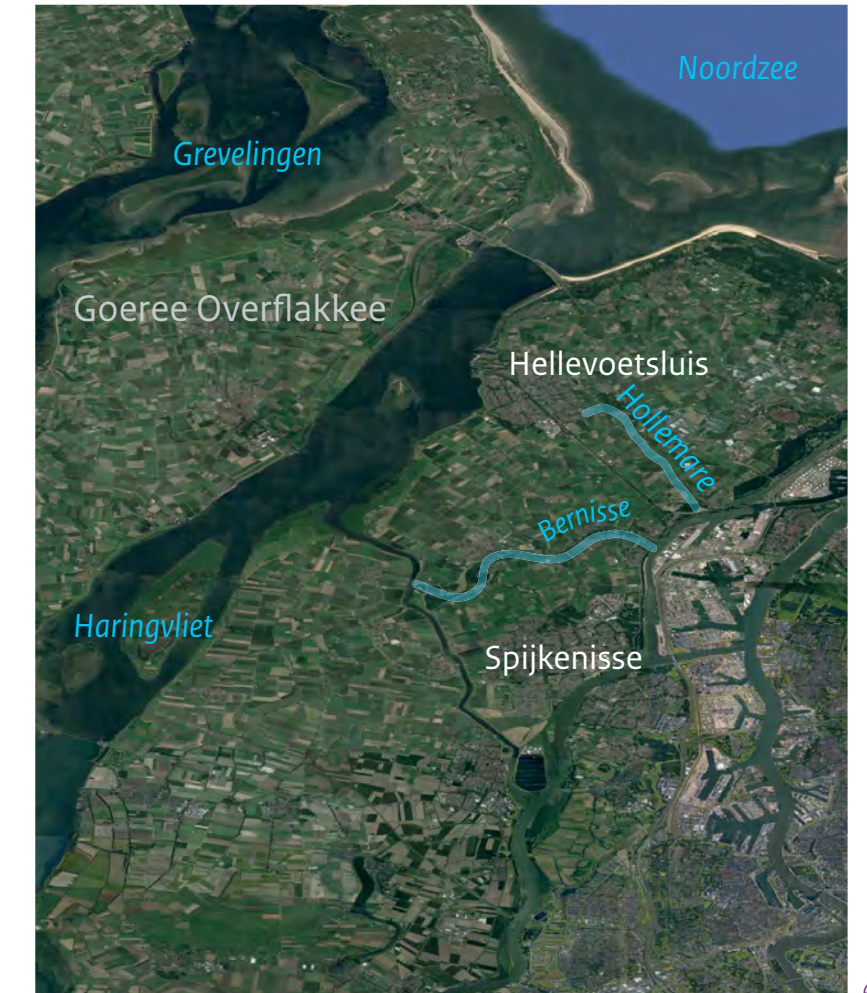 Noordzee
Grevelingen
Goeree Overflakkee
Hellevoetsluis
Hollemare
Bernisse
Haringvliet
Spijkenisse